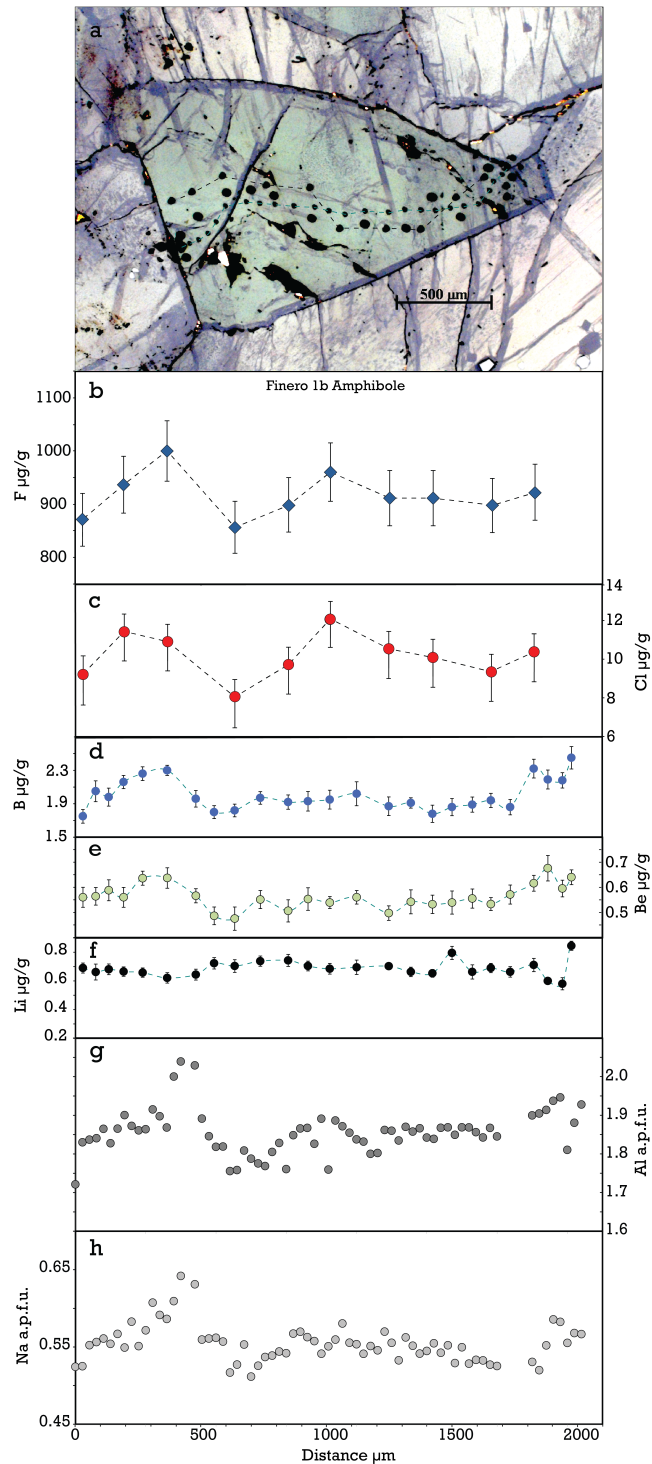 a
500 µm
b
Finero 1b Amphibole
1100
1000
900
800
F µg/g
c
14
12
10
8
6
Cl µg/g
d
2.3
1.9
1.5
B µg/g
e
0.7
0.6
0.5
Be µg/g
f
0.8
0.6
0.4
0.2
Li µg/g
g
2.0
1.9
1.8
1.7
1.6
Al a.p.f.u.
h
0.65
0.55
0.45
Na a.p.f.u.
0 500 1000 1500 2000
Distance µm